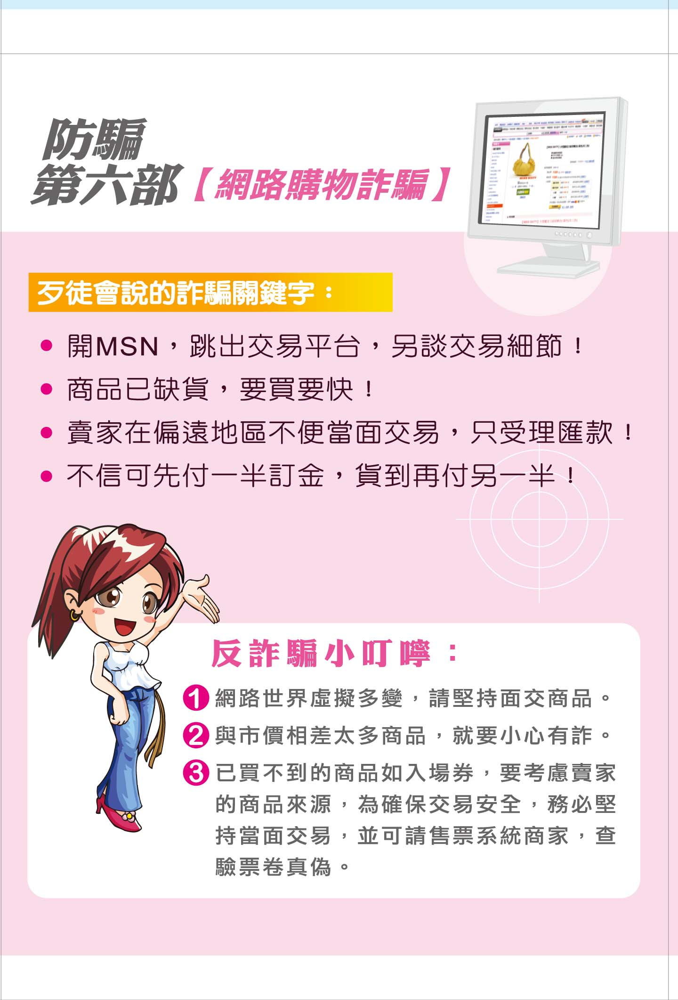 防騙
第六部【網路購物詐騙】
MISS SIXTY
歹徒會說的詐騙關鍵字：
• 開MSN，跳出交易平台，另談交易細節！
• 商品已缺貨，要買要快！
• 賣家在偏遠地區不便當面交易，只受理匯款！
• 不信可先付一半訂金，貨到再付另一半！
反詐騙小叮嚀：
1 網路世界虛擬多變，請堅持面交商品。
2 與市價相差太多商品，就要小心有詐。
3 已買不到的商品如入場券，要考慮賣家
的商品來源，為確保交易安全，務必堅
持當面交易，並可請售票系統商家，查
驗票卷真偽。